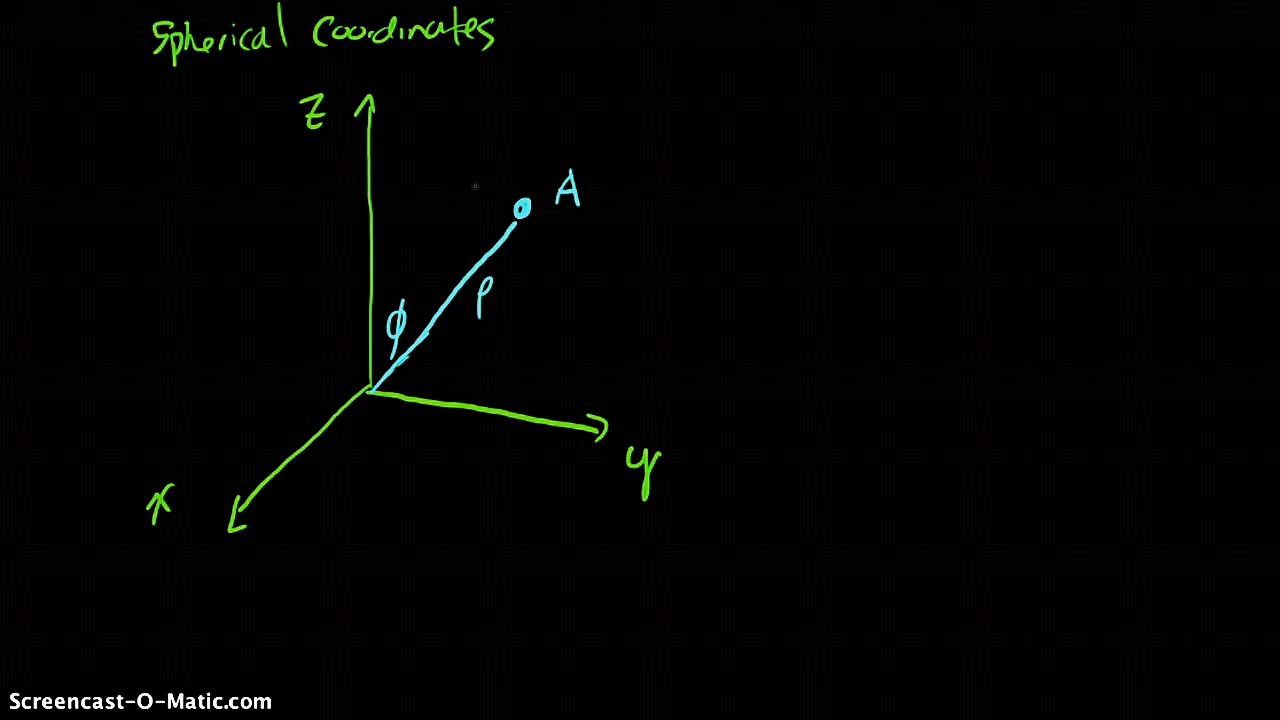 Spherical Coordinates
z
A
ρ
ϕ
y
x
Screencast-O-Matic.com